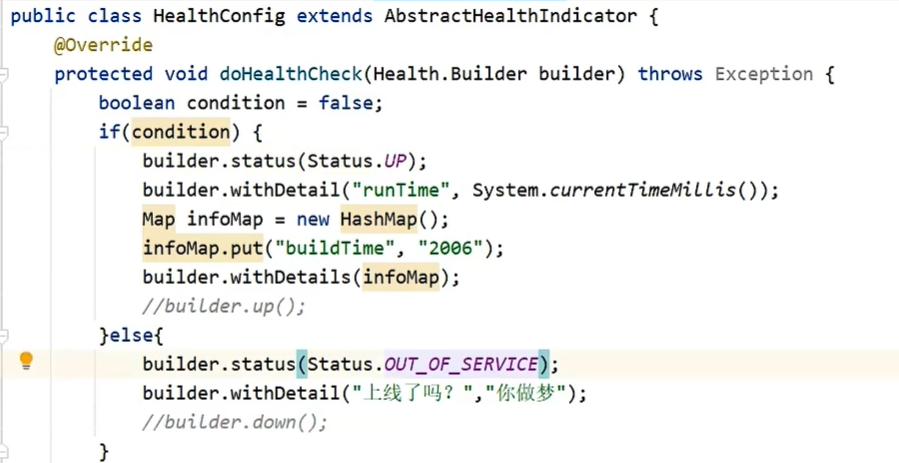 public class HealthConfig extends AbstractHealthIndicator {
@Override
protected void doHealthCheck(Health.Builder builder) throws Exception {
boolean condition = false;
if(condition) {
builder.status(Status.UP);
builder.withDetail("runTime", System.currentTimeMillis());
Map infoMap = new HashMap();
infoMap.put("buildTime", "2006");
builder.withDetails(infoMap);
//builder.up();
}else{
builder.status(Status.OUT_OF_SERVICE);
builder.withDetail("上线了吗？","你做梦");
//builder.down();
}